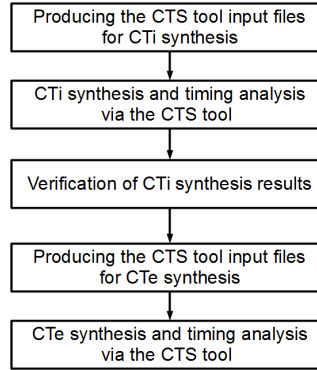 Producing the CTS tool input files
for CTi synthesis
CTi synthesis and timing analysis
via the CTS tool
Verification of CTi synthesis results
Producing the CTS tool input files
for CTe synthesis
CTe synthesis and timing analysis
via the CTS tool